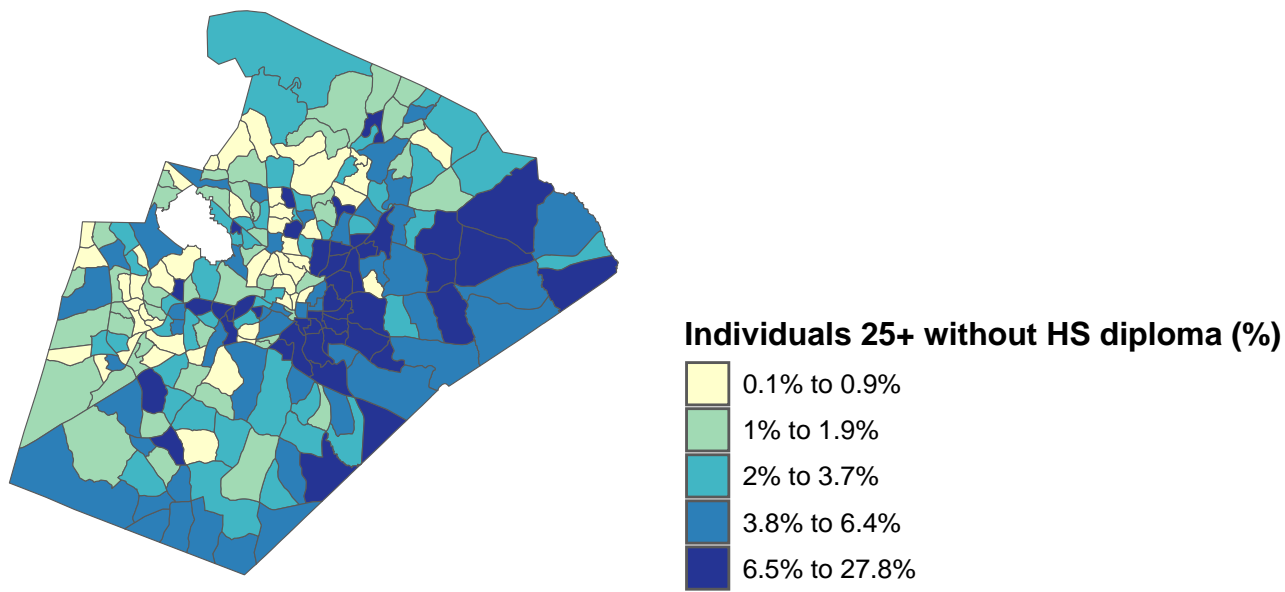 Individuals 25+ without HS diploma (%)
0.1% to 0.9%
1% to 1.9%
2% to 3.7%
3.8% to 6.4%
6.5% to 27.8%